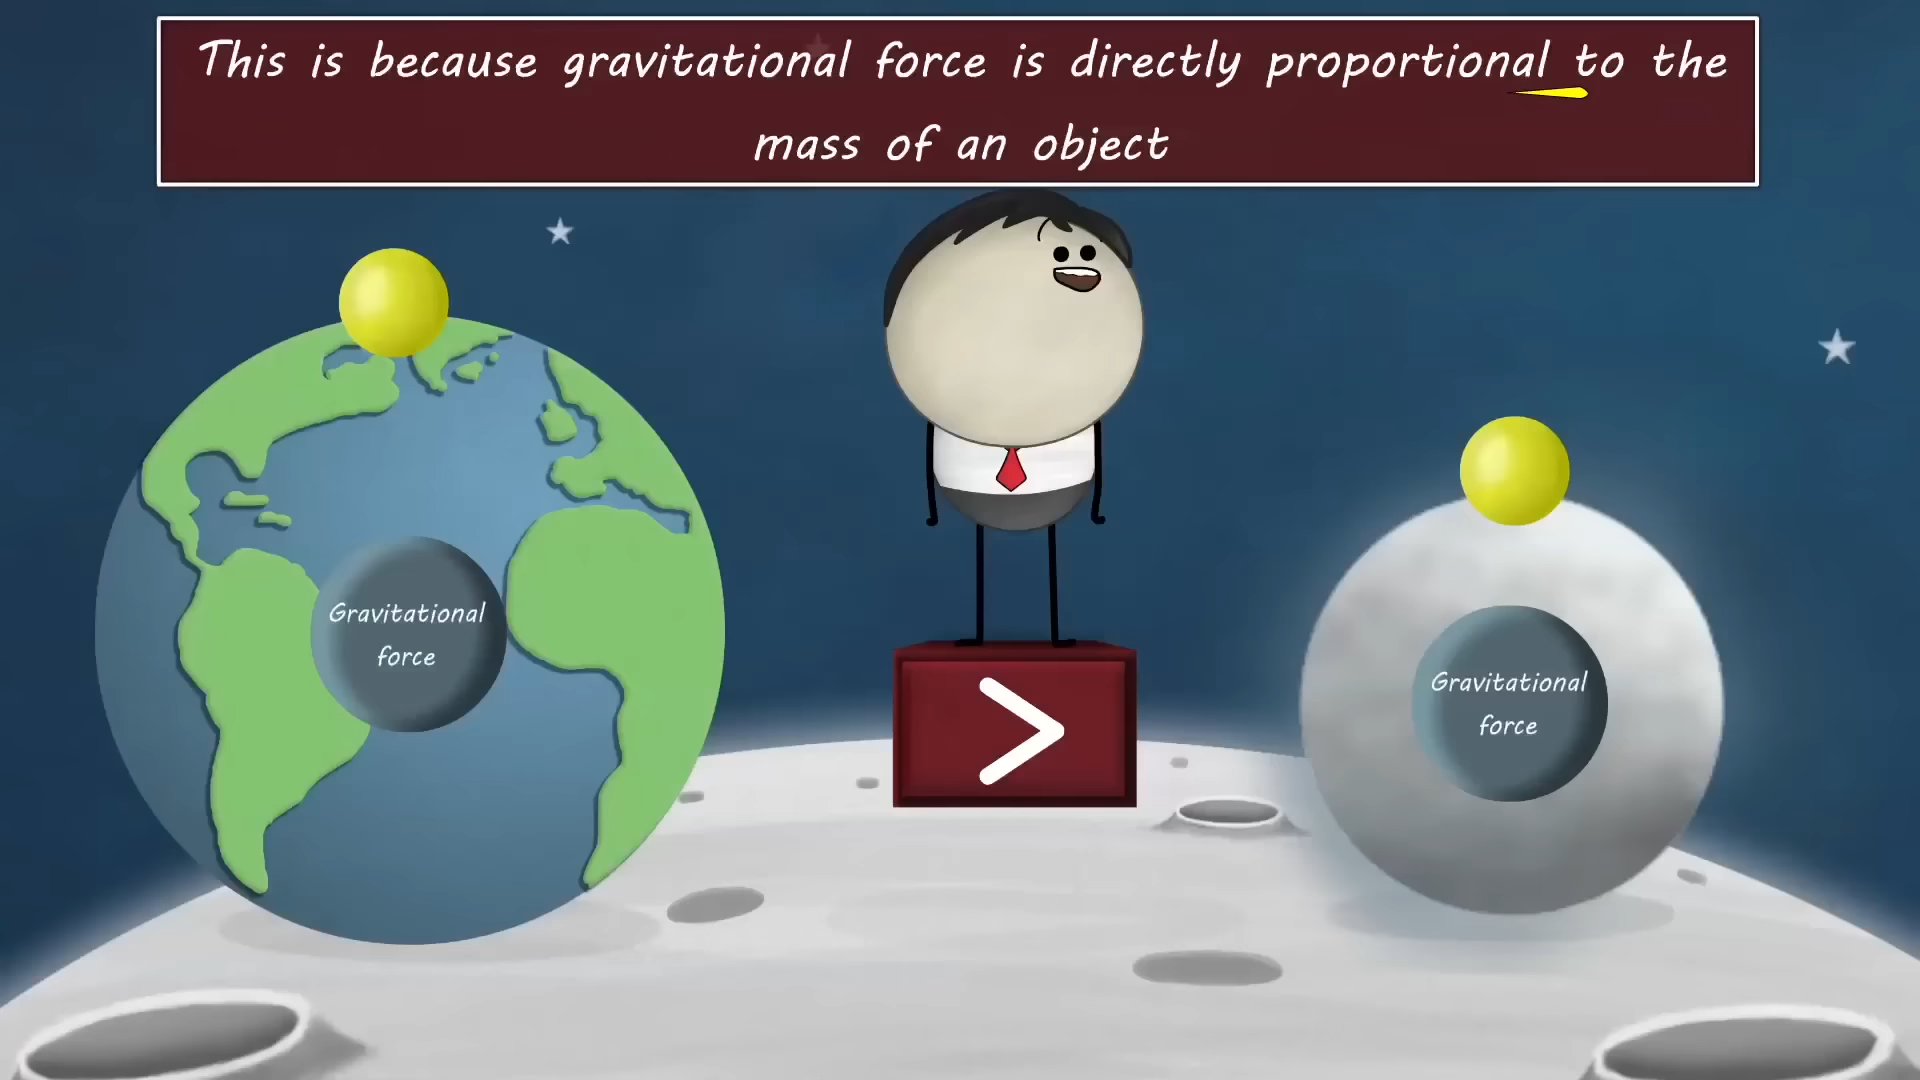 This is because gravitational force is directly proportional to the
mass of an object
Gravitational
force
>
Gravitational
force